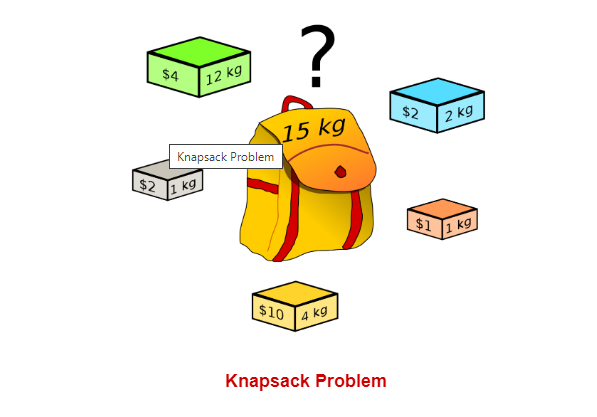 ?
$4 12 kg
$2 2 kg
15 kg
Knapsack Problem
$2 1 kg
$1 1 kg
$10 4 kg
Knapsack Problem